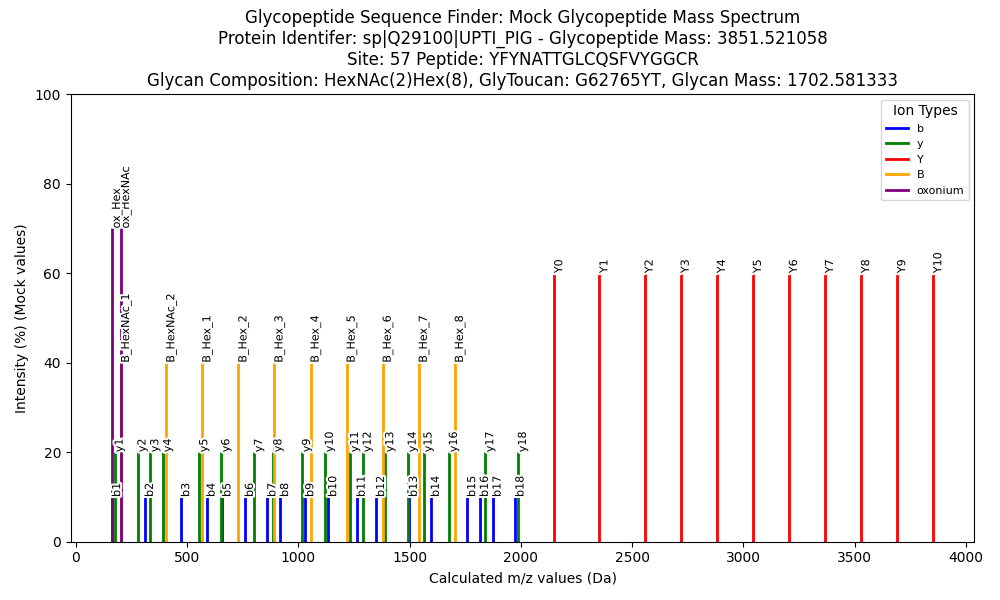 Glycopeptide Sequence Finder: Mock Glycopeptide Mass Spectrum
Protein Identifer: sp|Q29100|UPTI_PIG - Glycopeptide Mass: 3851.521058
Site: 57 Peptide: YFYNATTGLCQSFVYGGCR
Glycan Composition: HexNAc(2)Hex(8), GlyToucan: G62765YT, Glycan Mass: 1702.581333
Intensity (%) (Mock values)
100
80
60
40
20
0
Ion Types
b
y
Y
B
oxonium
ox_Hex
ox_HexNAc
Y0
Y1
Y2
Y3
Y4
Y5
Y6
Y7
Y8
Y9
Y10
B_HexNAc_1
B_HexNAc_2
B_Hex_1
B_Hex_2
B_Hex_3
B_Hex_4
B_Hex_5
B_Hex_6
B_Hex_7
B_Hex_8
y1
y2
y3
y4
y5
y6
y7
y8
y9
y10
y11
y12
y13
y14
y15
y16
y17
y18
b1
b2
b3
b4
b5
b6
b7
b8
b9
b10
b11
b12
b13
b14
b15
b16
b17
b18
0
500
1000
1500
2000
2500
3000
3500
4000
Calculated m/z values (Da)